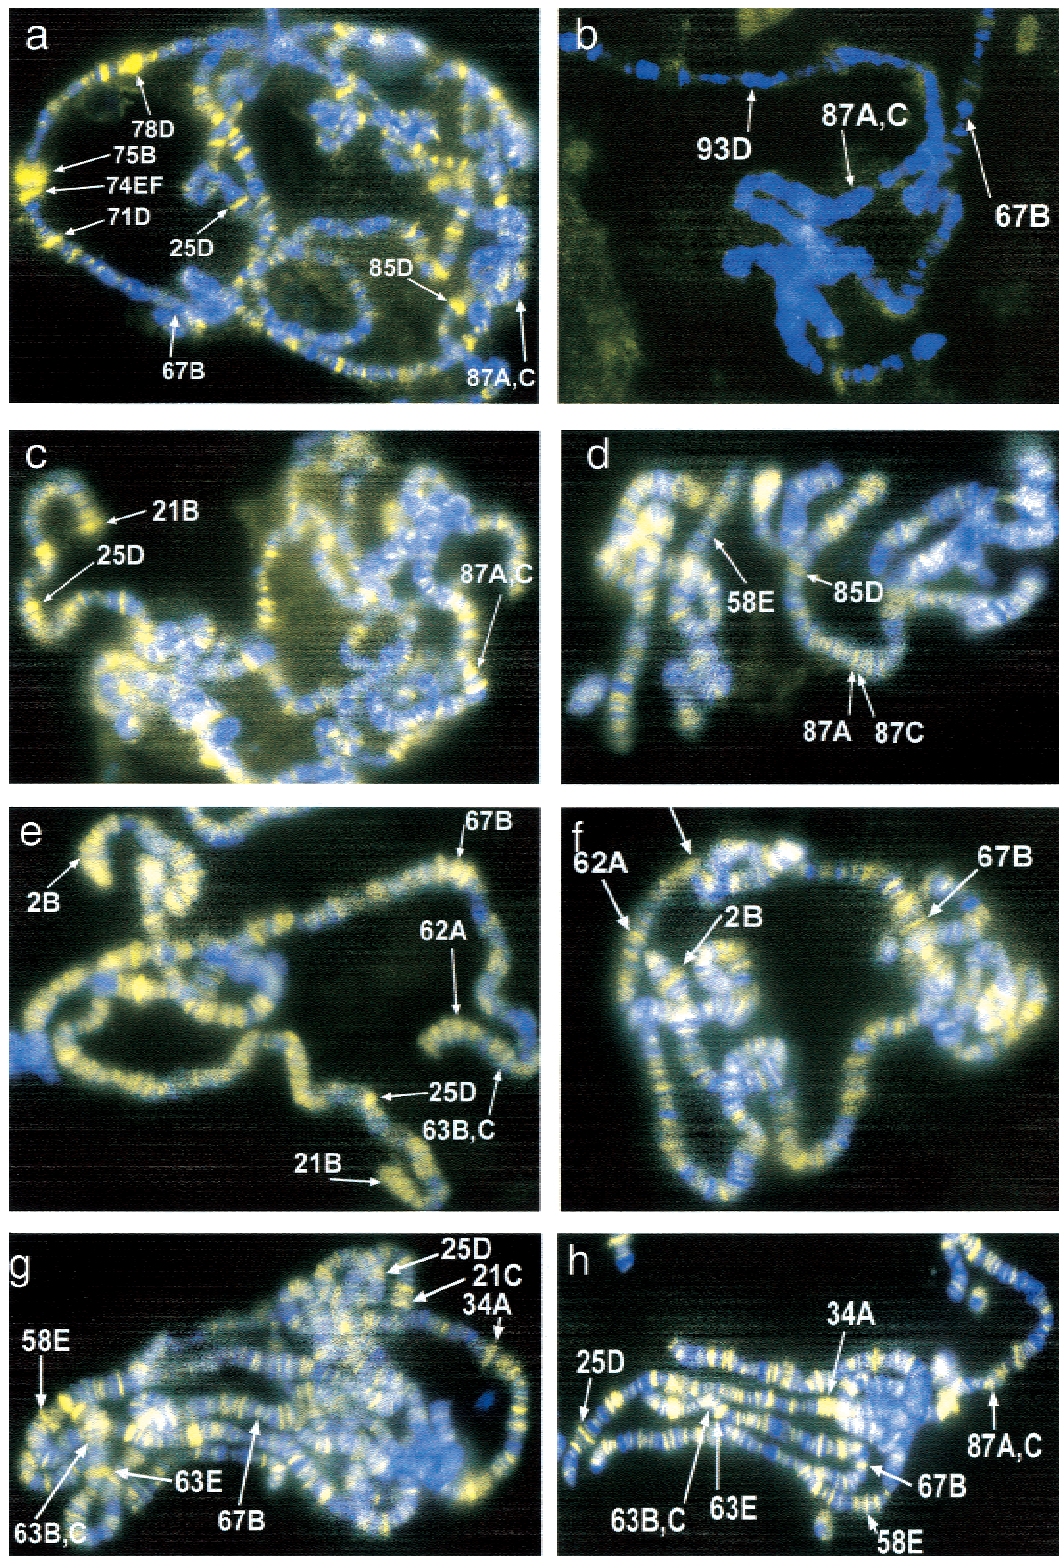 a
78D
75B
74EF
71D
25D
85D
67B
87A,C
b
87A,C
93D
67B
c
21B
25D
87A,C
d
58E
85D
87A
87C
e
67B
2B
62A
25D
63B,C
21B
f
62A
67B
2B
g
25D
21C
34A
58E
63E
67B
63B,C
h
34A
25D
87A,C
67B
63E
63B,C
58E